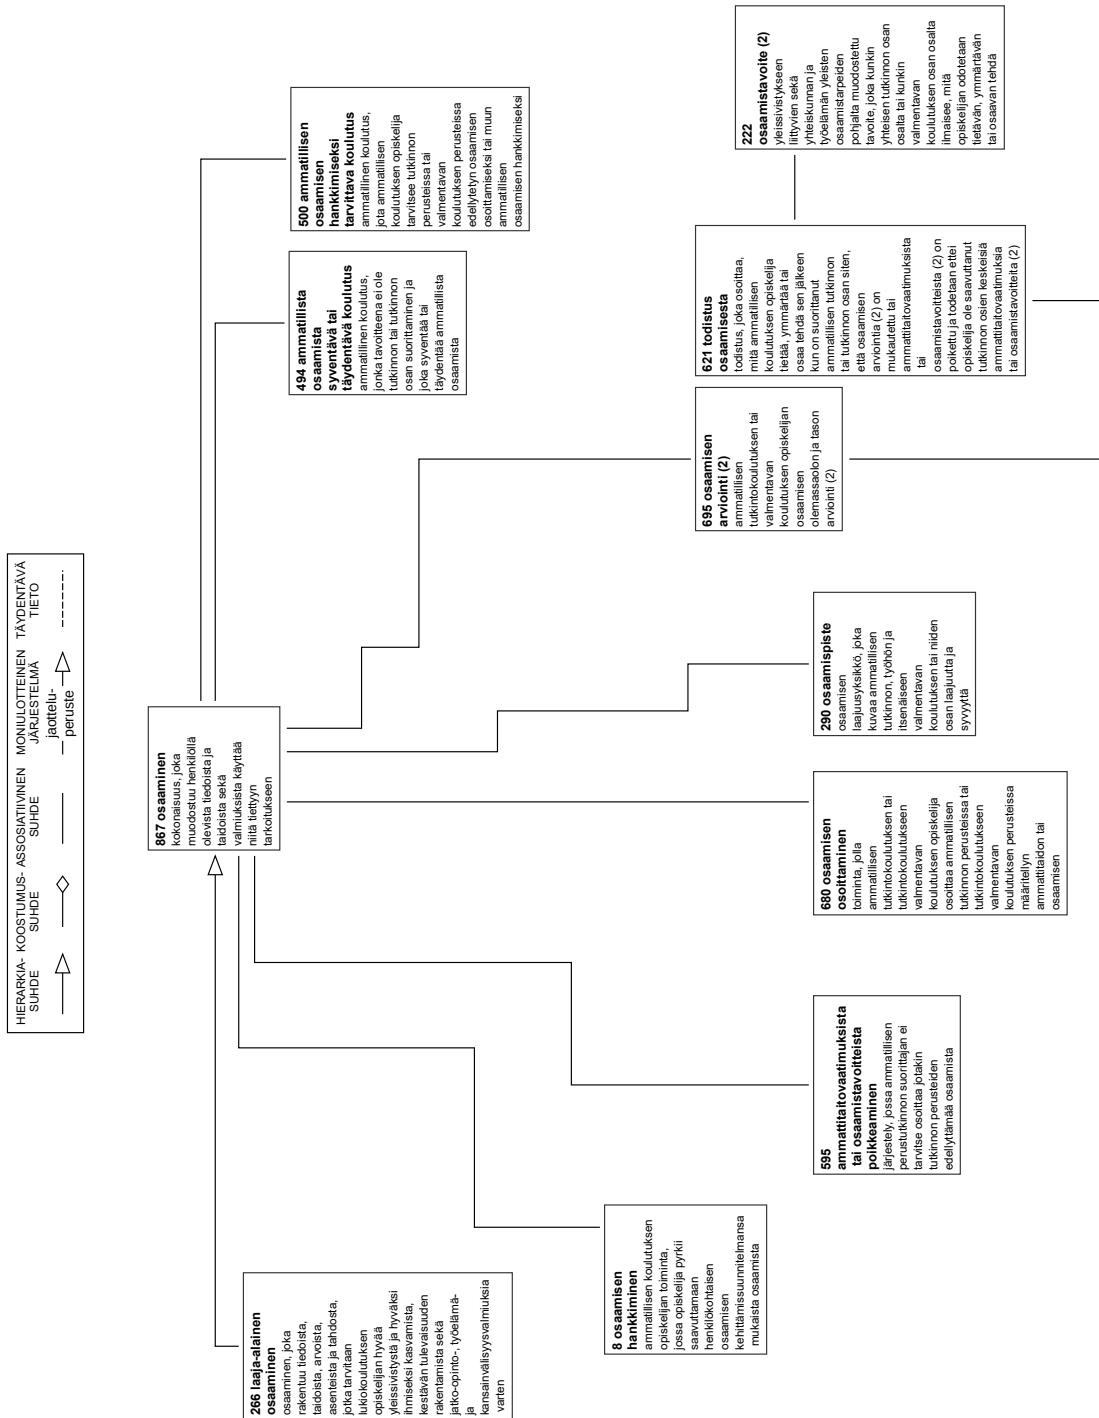 HIERARKIA-
SUHDE
KOOSTUMUS-
SUHDE
ASSOSIATIIVINEN
SUHDE
MONIULOTTEINEN
JÄRJESTELMÄ
jaottelu-
peruste
TÄYDENTÄVÄ
TIETO
867 osaaminen
kokonaisuus, joka
muodostuu henkilöllä
olevista tiedoista ja
taidoista sekä
valmiuksista käyttää
niitä tiettyyn
tarkoitukseen
266 laaja-alainen
osaaminen
osaaminen, joka
rakentuu tiedoista,
taidoista, arvoista,
asenteista ja tahdosta,
jotka tarvitaan
lukiokoulutuksen
opiskelijan hyvää
yleissivistystä ja hyväksi
ihmiseksi kasvamista,
kestävän tulevaisuuden
rakentamista sekä
jatko-opinto-, työelämä-
ja
kansainvälisyysvalmiuksia
varten
494 ammatillista
osaamista
syventävä tai
täydentävä koulutus
ammatillinen koulutus,
jonka tavoitteena ei ole
tutkinnon tai tutkinnon
osan suorittaminen ja
joka syventää tai
täydentää ammatillista
osaamista
500 ammatillisen
osaamisen
hankkimiseksi
tarvittava koulutus
ammatillinen koulutus,
jota ammatillisen
koulutuksen opiskelija
tarvitsee tutkinnon
perusteissa tai
valmentavan
koulutuksen perusteissa
edellytetyn osaamisen
osoittamiseksi tai muun
ammatillisen
osaamisen hankkimiseksi
8 osaamisen
hankkiminen
ammatillisen koulutuksen
opiskelijan toiminta,
jossa opiskelija pyrkii
saavuttamaan
henkilökohtaisen
osaamisen
kehittämissuunnitelmansa
mukaista osaamista
695 osaamisen
arviointi (2)
ammatillisen
tutkintokoulutuksen tai
valmentavan
koulutuksen opiskelijan
osaamisen
olemassaolon ja tason
arviointi (2)
621 todistus
osaamisesta
todistus, joka osoittaa,
mitä ammatillisen
koulutuksen opiskelija
tietää, ymmärtää tai
osaa tehdä sen jälkeen
kun on suorittanut
ammatillisen tutkinnon
tai tutkinnon osan siten,
että osaamisen
arviointia (2) on
mukautettu tai
ammattitaitovaatimuksista
tai
osaamistavoitteista (2) on
poikettu ja todetaan ettei
opiskelija ole saavuttanut
tutkinnon osien keskeisiä
ammattitaitovaatimuksia
tai osaamistavoitteita (2)
222
osaamistavoite (2)
yleissivistykseen
liittyvien sekä
yhteiskunnan ja
työelämän yleisten
osaamistarpeiden
pohjalta muodostettu
tavoite, joka kunkin
yhteisen tutkinnon osan
osalta tai kunkin
valmentavan
koulutuksen osan osalta
ilmaisee, mitä
opiskelijan odotetaan
tietävän, ymmärtävän
tai osaavan tehdä
595
ammattitaitovaatimuksista
tai osaamistavoitteista
poikkeaminen
järjestely, jossa ammatillisen
perustutkinnon suorittajan ei
tarvitse osoittaa jotakin
tutkinnon perusteiden
edellyttämää osaamista
680 osaamisen
osoittaminen
toiminta, jolla
ammatillisen
tutkintokoulutuksen tai
tutkintokoulutukseen
valmentavan
koulutuksen opiskelija
osoittaa ammatillisen
tutkinnon perusteissa tai
tutkintokoulutukseen
valmentavan
koulutuksen perusteissa
määritellyn
ammattitaidon tai
osaamisen
290 osaamispiste
osaamisen
laajuusyksikkö, joka
kuvaa ammatillisen
tutkinnon, työhön ja
itsenäiseen
valmentavan
koulutuksen tai niiden
osan laajuutta ja
syvyyttä